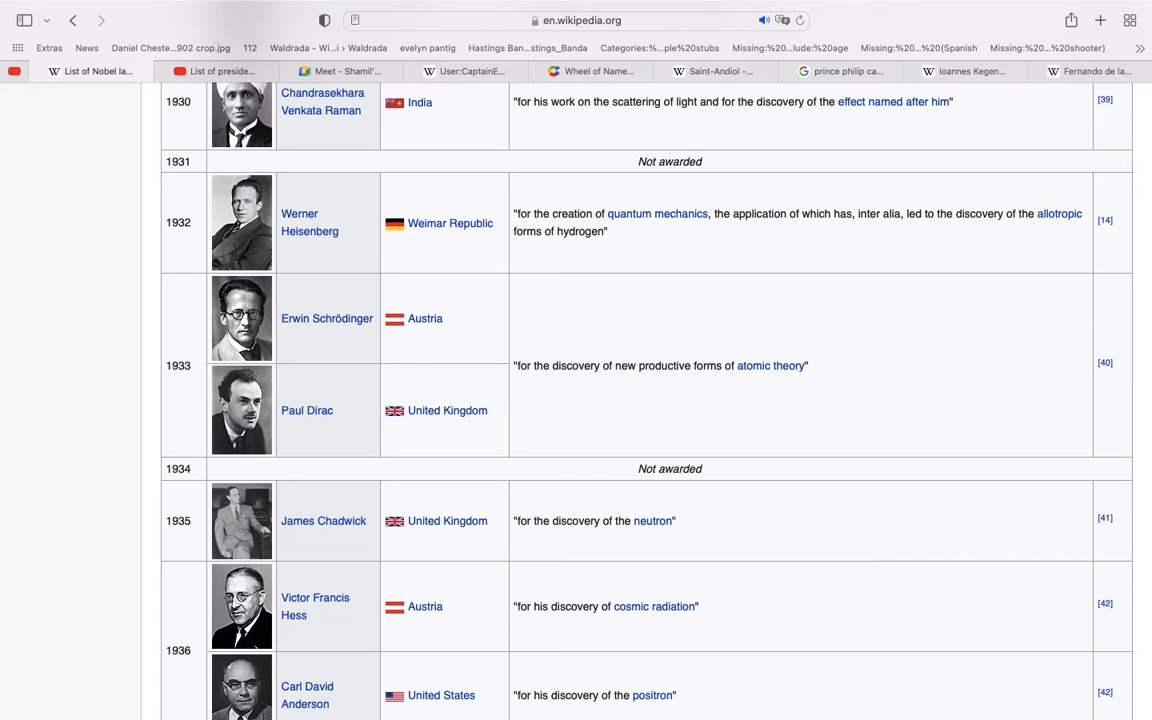 en.wikipedia.org
Extras News Daniel Cheste...902 crop.jpg 112 Waldrada - Wi...i › Waldrada evelyn pantig Hastings Ban...stings_Banda Categories:%...ple%20stubs Missing:%20...lude:%20age Missing:%20...%20(Spanish Missing:%20...%20shooter)
List of Nobel la... List of preside... Meet - Shamil'... User:CaptainE... Wheel of Name... Saint-Andiol -... prince philip ca... Ioannes Kegen... Fernando de la...
1930 Chandrasekhara Venkata Raman India "for his work on the scattering of light and for the discovery of the effect named after him" [39]
1931 Not awarded
1932 Werner Heisenberg Weimar Republic "for the creation of quantum mechanics, the application of which has, inter alia, led to the discovery of the allotropic
forms of hydrogen" [14]
1933 Erwin Schrödinger Austria "for the discovery of new productive forms of atomic theory" [40]
Paul Dirac United Kingdom
1934 Not awarded
1935 James Chadwick United Kingdom "for the discovery of the neutron" [41]
1936 Victor Francis Hess Austria "for his discovery of cosmic radiation" [42]
Carl David Anderson United States "for his discovery of the positron" [42]